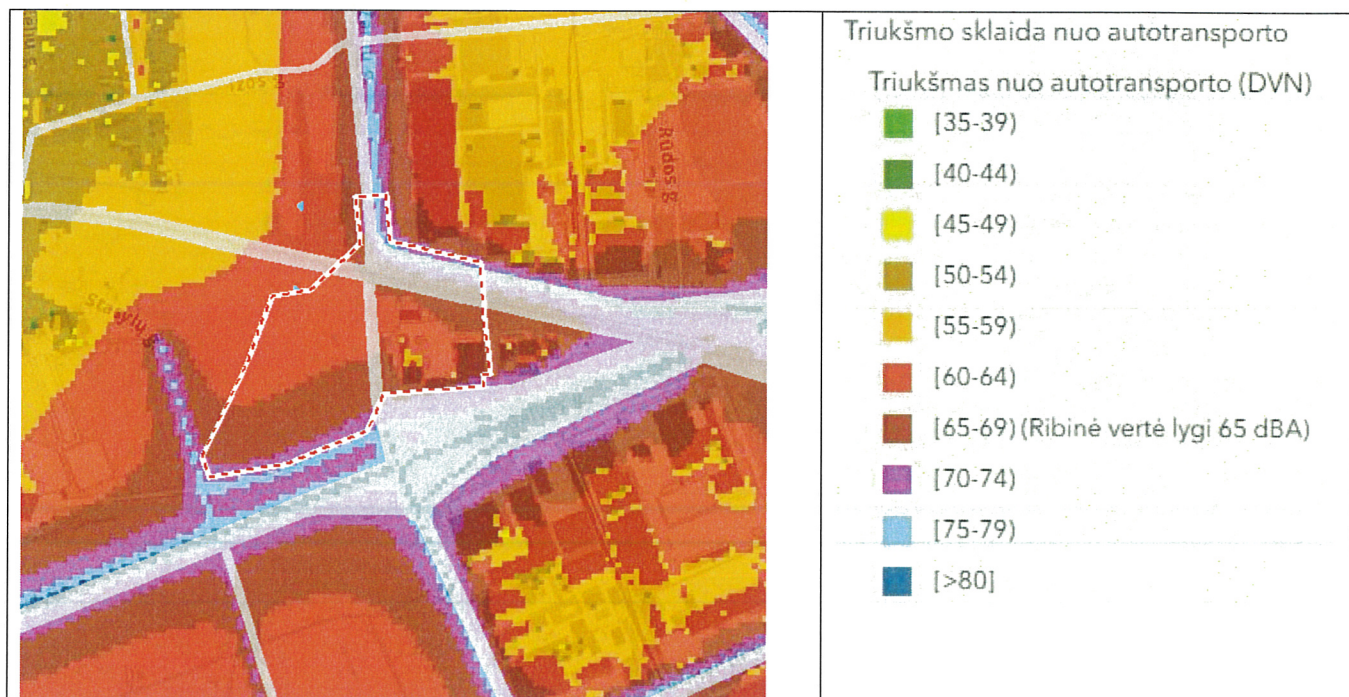 Triukšmo sklaida nuo autotransporto
Triukšmas nuo autotransporto (DVN)
[35-39)
[40-44)
[45-49)
[50-54)
[55-59)
[60-64)
[65-69) (Ribinė vertė lygi 65 dBA)
[70-74)
[75-79)
[>80]
Rūdos g.
Statylų g.